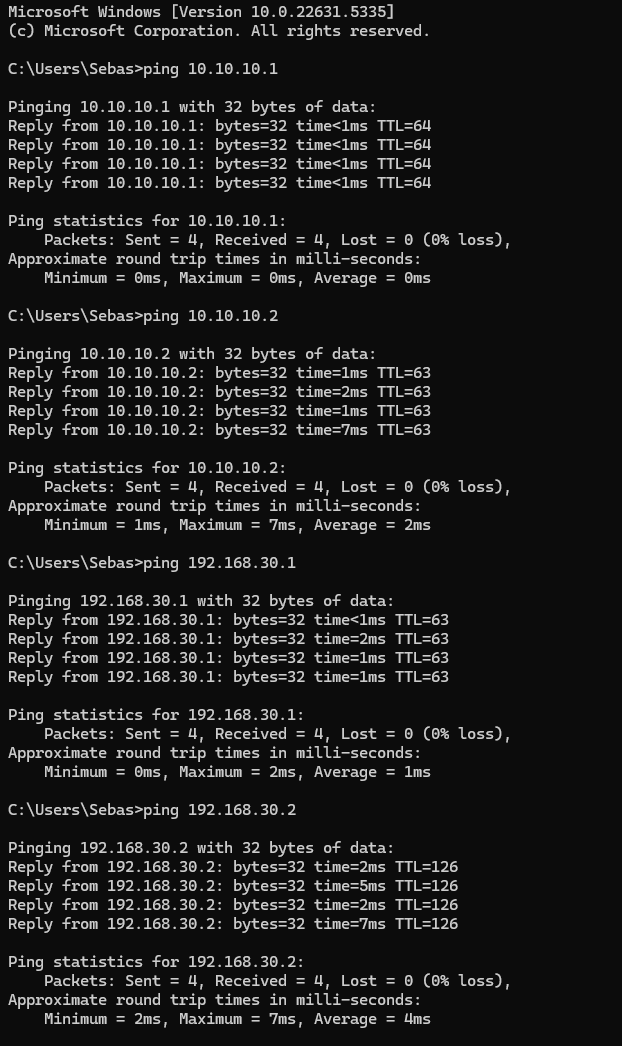 Microsoft Windows [Version 10.0.22631.5335]
(c) Microsoft Corporation. All rights reserved.
C:\Users\Sebas>ping 10.10.10.1
Pinging 10.10.10.1 with 32 bytes of data:
Reply from 10.10.10.1: bytes=32 time<1ms TTL=64
Reply from 10.10.10.1: bytes=32 time<1ms TTL=64
Reply from 10.10.10.1: bytes=32 time<1ms TTL=64
Reply from 10.10.10.1: bytes=32 time<1ms TTL=64
Ping statistics for 10.10.10.1:
    Packets: Sent = 4, Received = 4, Lost = 0 (0% loss),
Approximate round trip times in milli-seconds:
    Minimum = 0ms, Maximum = 0ms, Average = 0ms
C:\Users\Sebas>ping 10.10.10.2
Pinging 10.10.10.2 with 32 bytes of data:
Reply from 10.10.10.2: bytes=32 time=1ms TTL=63
Reply from 10.10.10.2: bytes=32 time=2ms TTL=63
Reply from 10.10.10.2: bytes=32 time=1ms TTL=63
Reply from 10.10.10.2: bytes=32 time=7ms TTL=63
Ping statistics for 10.10.10.2:
    Packets: Sent = 4, Received = 4, Lost = 0 (0% loss),
Approximate round trip times in milli-seconds:
    Minimum = 1ms, Maximum = 7ms, Average = 2ms
C:\Users\Sebas>ping 192.168.30.1
Pinging 192.168.30.1 with 32 bytes of data:
Reply from 192.168.30.1: bytes=32 time<1ms TTL=63
Reply from 192.168.30.1: bytes=32 time=2ms TTL=63
Reply from 192.168.30.1: bytes=32 time=1ms TTL=63
Reply from 192.168.30.1: bytes=32 time=1ms TTL=63
Ping statistics for 192.168.30.1:
    Packets: Sent = 4, Received = 4, Lost = 0 (0% loss),
Approximate round trip times in milli-seconds:
    Minimum = 0ms, Maximum = 2ms, Average = 1ms
C:\Users\Sebas>ping 192.168.30.2
Pinging 192.168.30.2 with 32 bytes of data:
Reply from 192.168.30.2: bytes=32 time=2ms TTL=126
Reply from 192.168.30.2: bytes=32 time=5ms TTL=126
Reply from 192.168.30.2: bytes=32 time=2ms TTL=126
Reply from 192.168.30.2: bytes=32 time=7ms TTL=126
Ping statistics for 192.168.30.2:
    Packets: Sent = 4, Received = 4, Lost = 0 (0% loss),
Approximate round trip times in milli-seconds:
    Minimum = 2ms, Maximum = 7ms, Average = 4ms